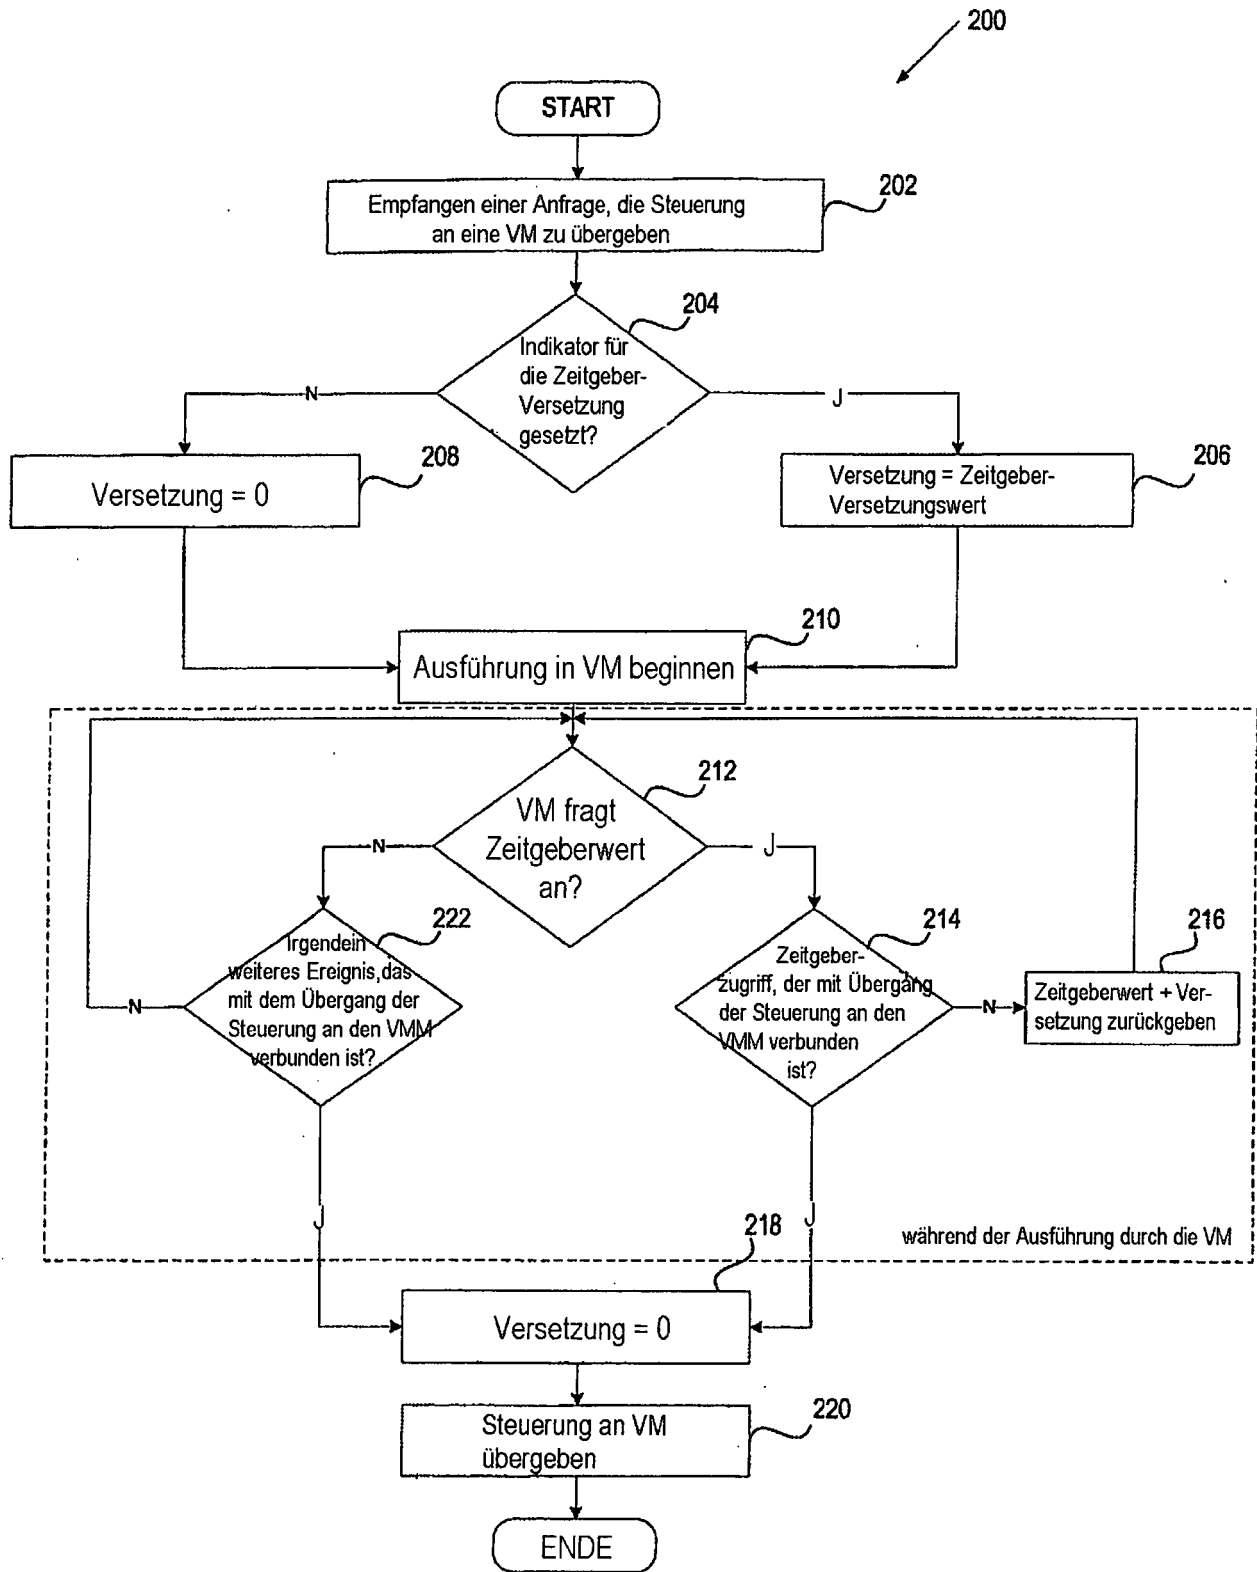 200
START
202
Empfangen einer Anfrage, die Steuerung
an eine VM zu übergeben
204
Indikator für
die Zeitgeber-
Versetzung
gesetzt?
N
J
208
Versetzung = 0
206
Versetzung = Zeitgeber-
Versetzungswert
210
Ausführung in VM beginnen
212
VM fragt
Zeitgeberwert
an?
N
J
222
Irgendein
weiteres Ereignis, das
mit dem Übergang der
Steuerung an den VMM
verbunden ist?
N
214
Zeitgeber-
zugriff, der mit Übergang
der Steuerung an den
VMM verbunden
ist?
N
216
Zeitgeberwert + Ver-
setzung zurückgeben
J
J
während der Ausführung durch die VM
218
Versetzung = 0
220
Steuerung an VM
übergeben
ENDE